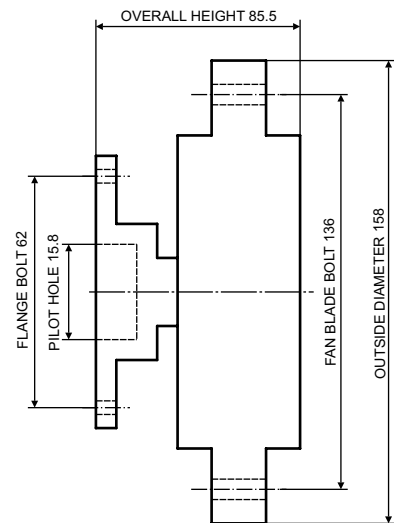 OVERALL HEIGHT 85.5
FLANGE BOLT 62
PILOT HOLE 15.8
FAN BLADE BOLT 136
OUTSIDE DIAMETER 158